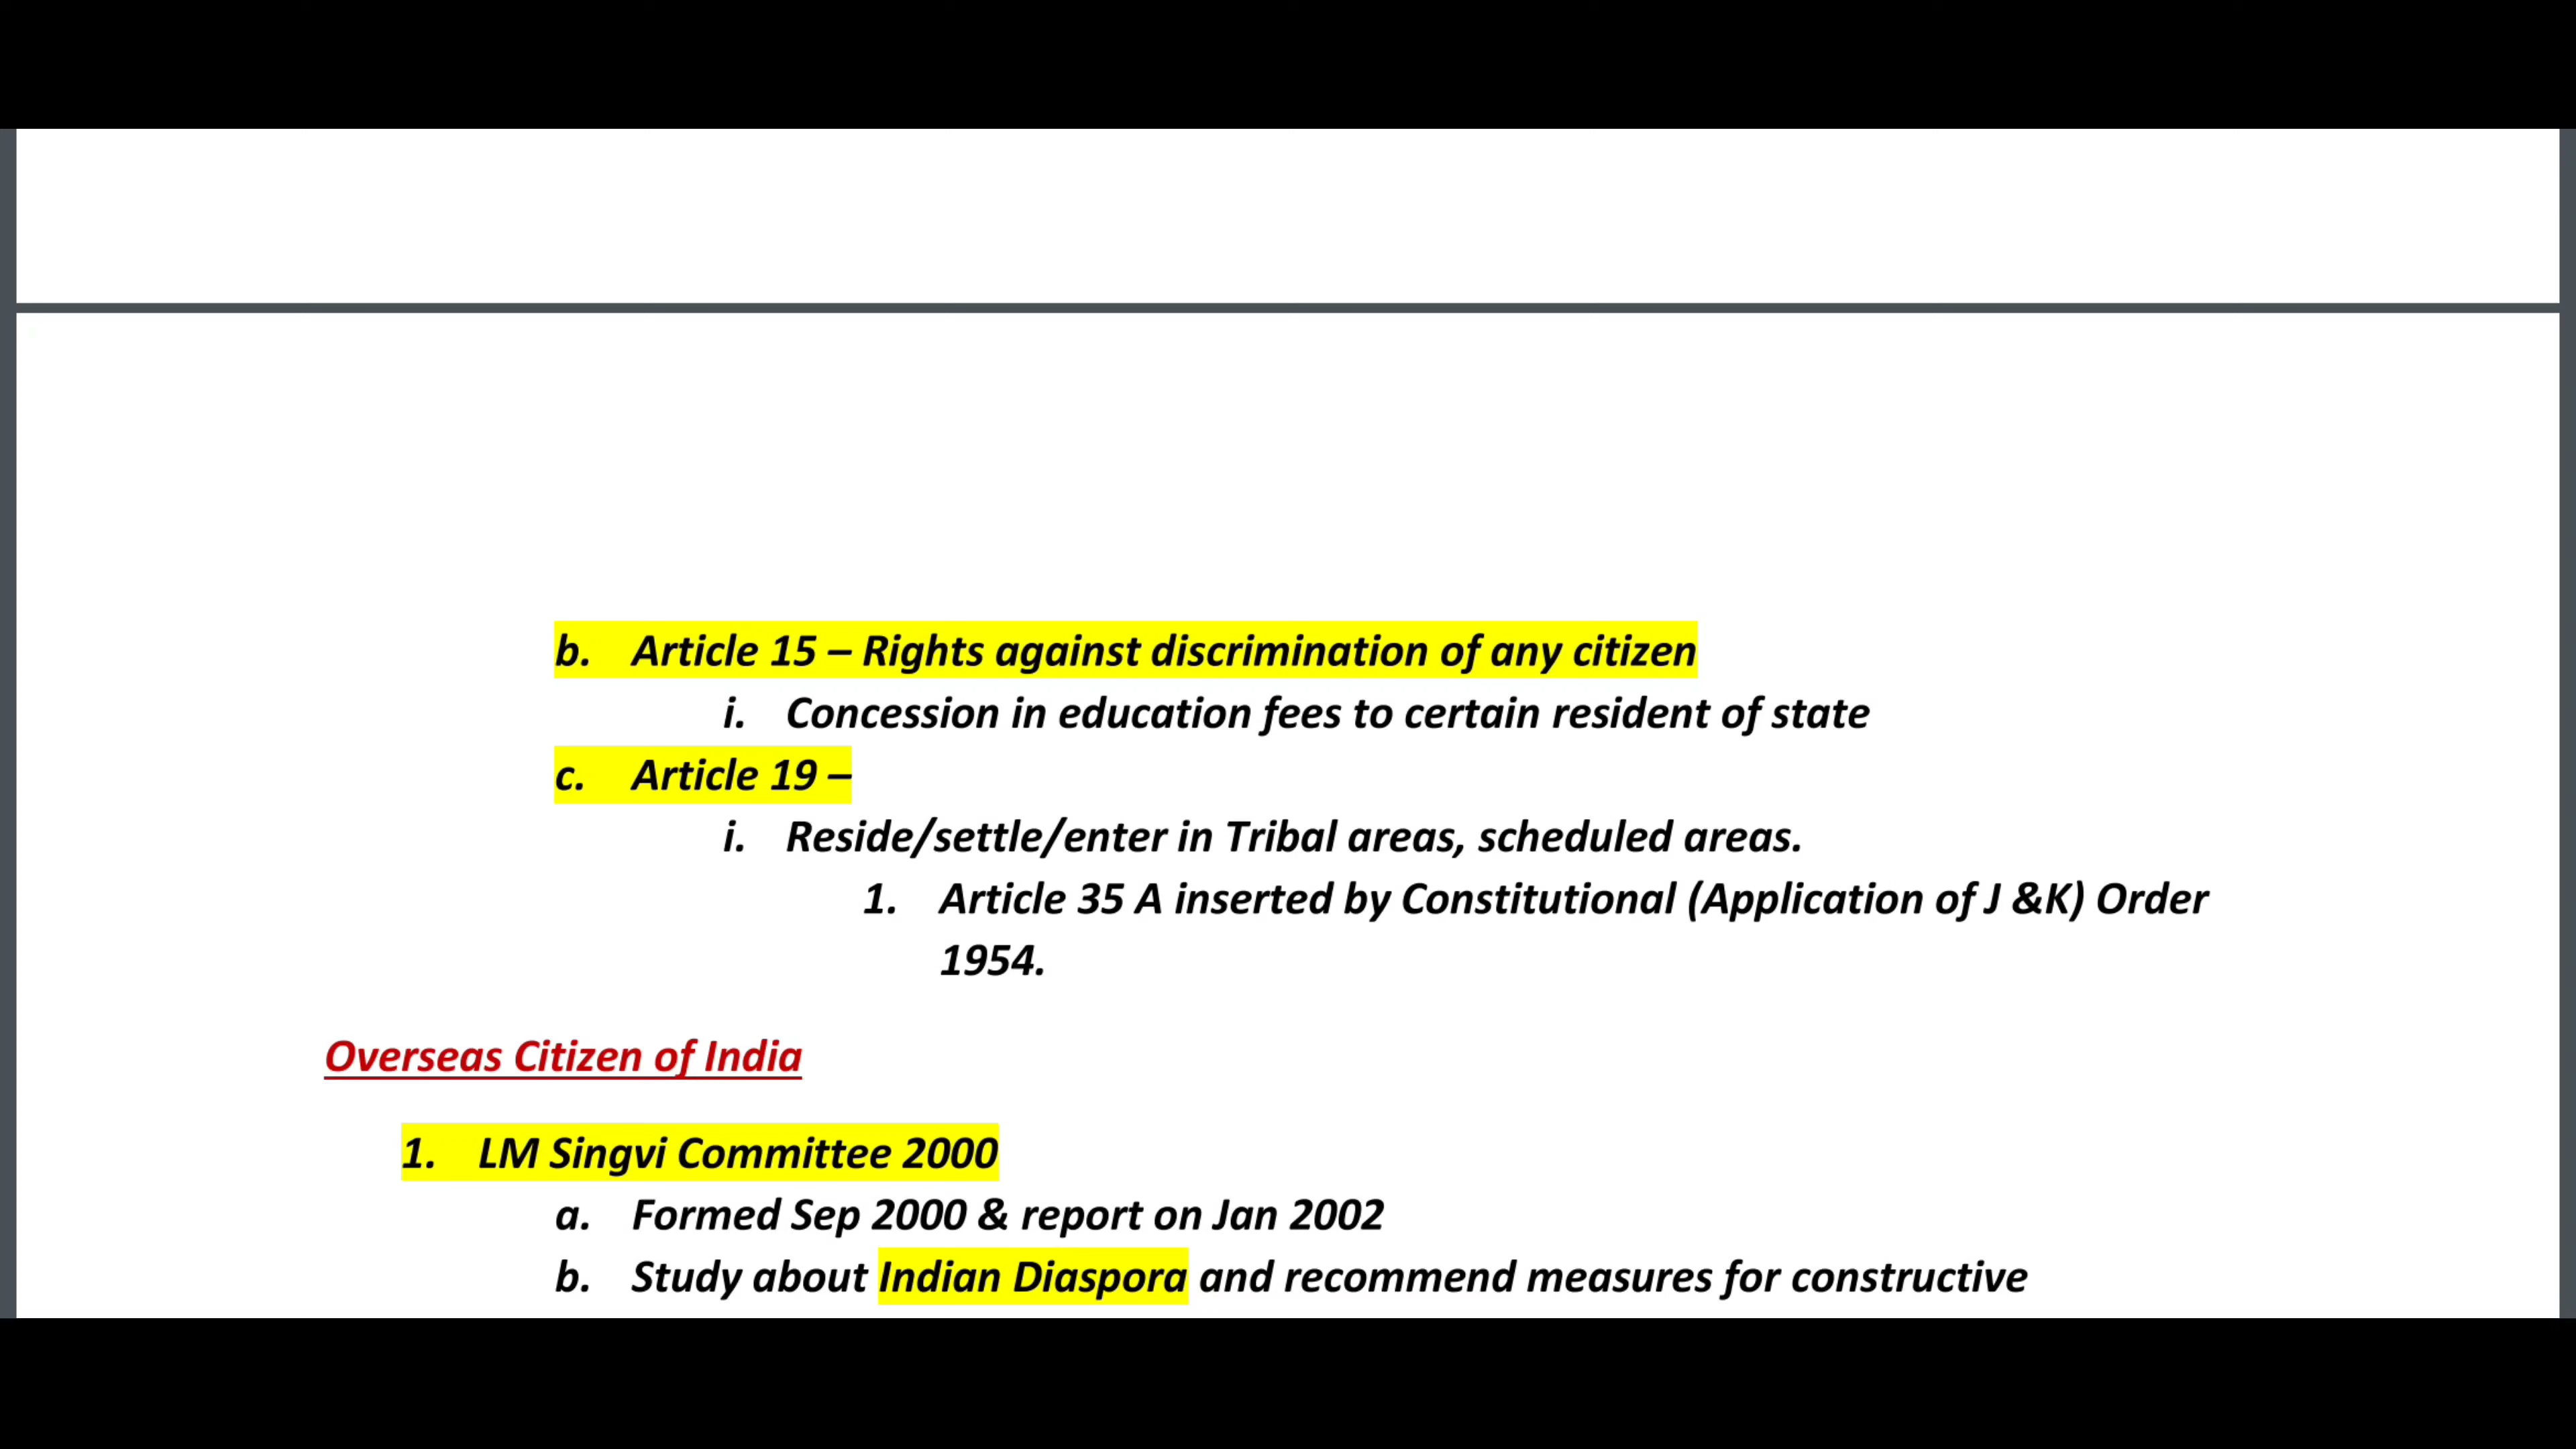 b. Article 15 – Rights against discrimination of any citizen
i. Concession in education fees to certain resident of state
c. Article 19 –
i. Reside/settle/enter in Tribal areas, scheduled areas.
1. Article 35 A inserted by Constitutional (Application of J &K) Order
1954.
Overseas Citizen of India
1. LM Singvi Committee 2000
a. Formed Sep 2000 & report on Jan 2002
b. Study about Indian Diaspora and recommend measures for constructive